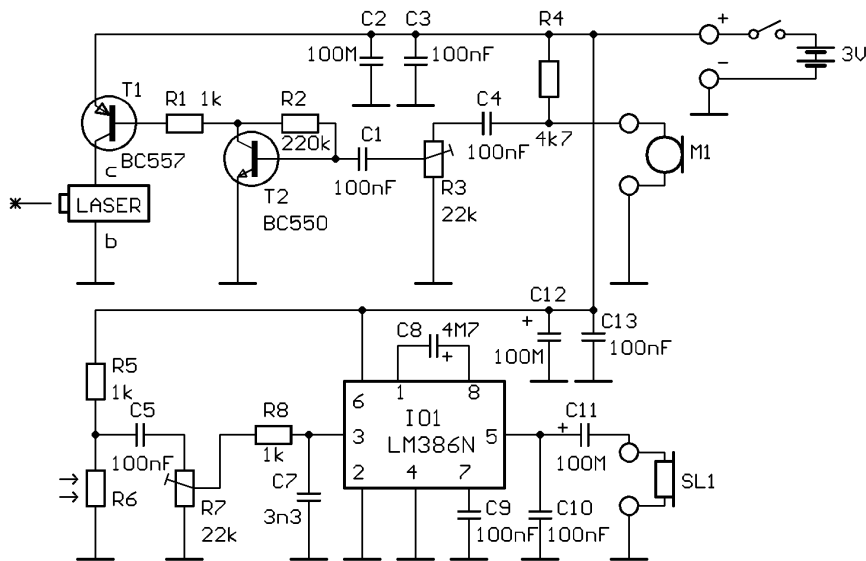 C2 C3 R4 +
100M 100nF 3V
T1 R1 1k R2 C4 −
220k C1 100nF 4k7 M1
BC557 100nF R3
c T2 22k
LASER BC550
b
C12
C8 4M7 + C13
R5 + 100M 100nF
1k 1 8
C5 R8 6 IO1 C11
3 LM386N 5 +
100nF 1k 100M
R6 R7 C7 2 4 7 SL1
22k 3n3 C9 C10
100nF 100nF